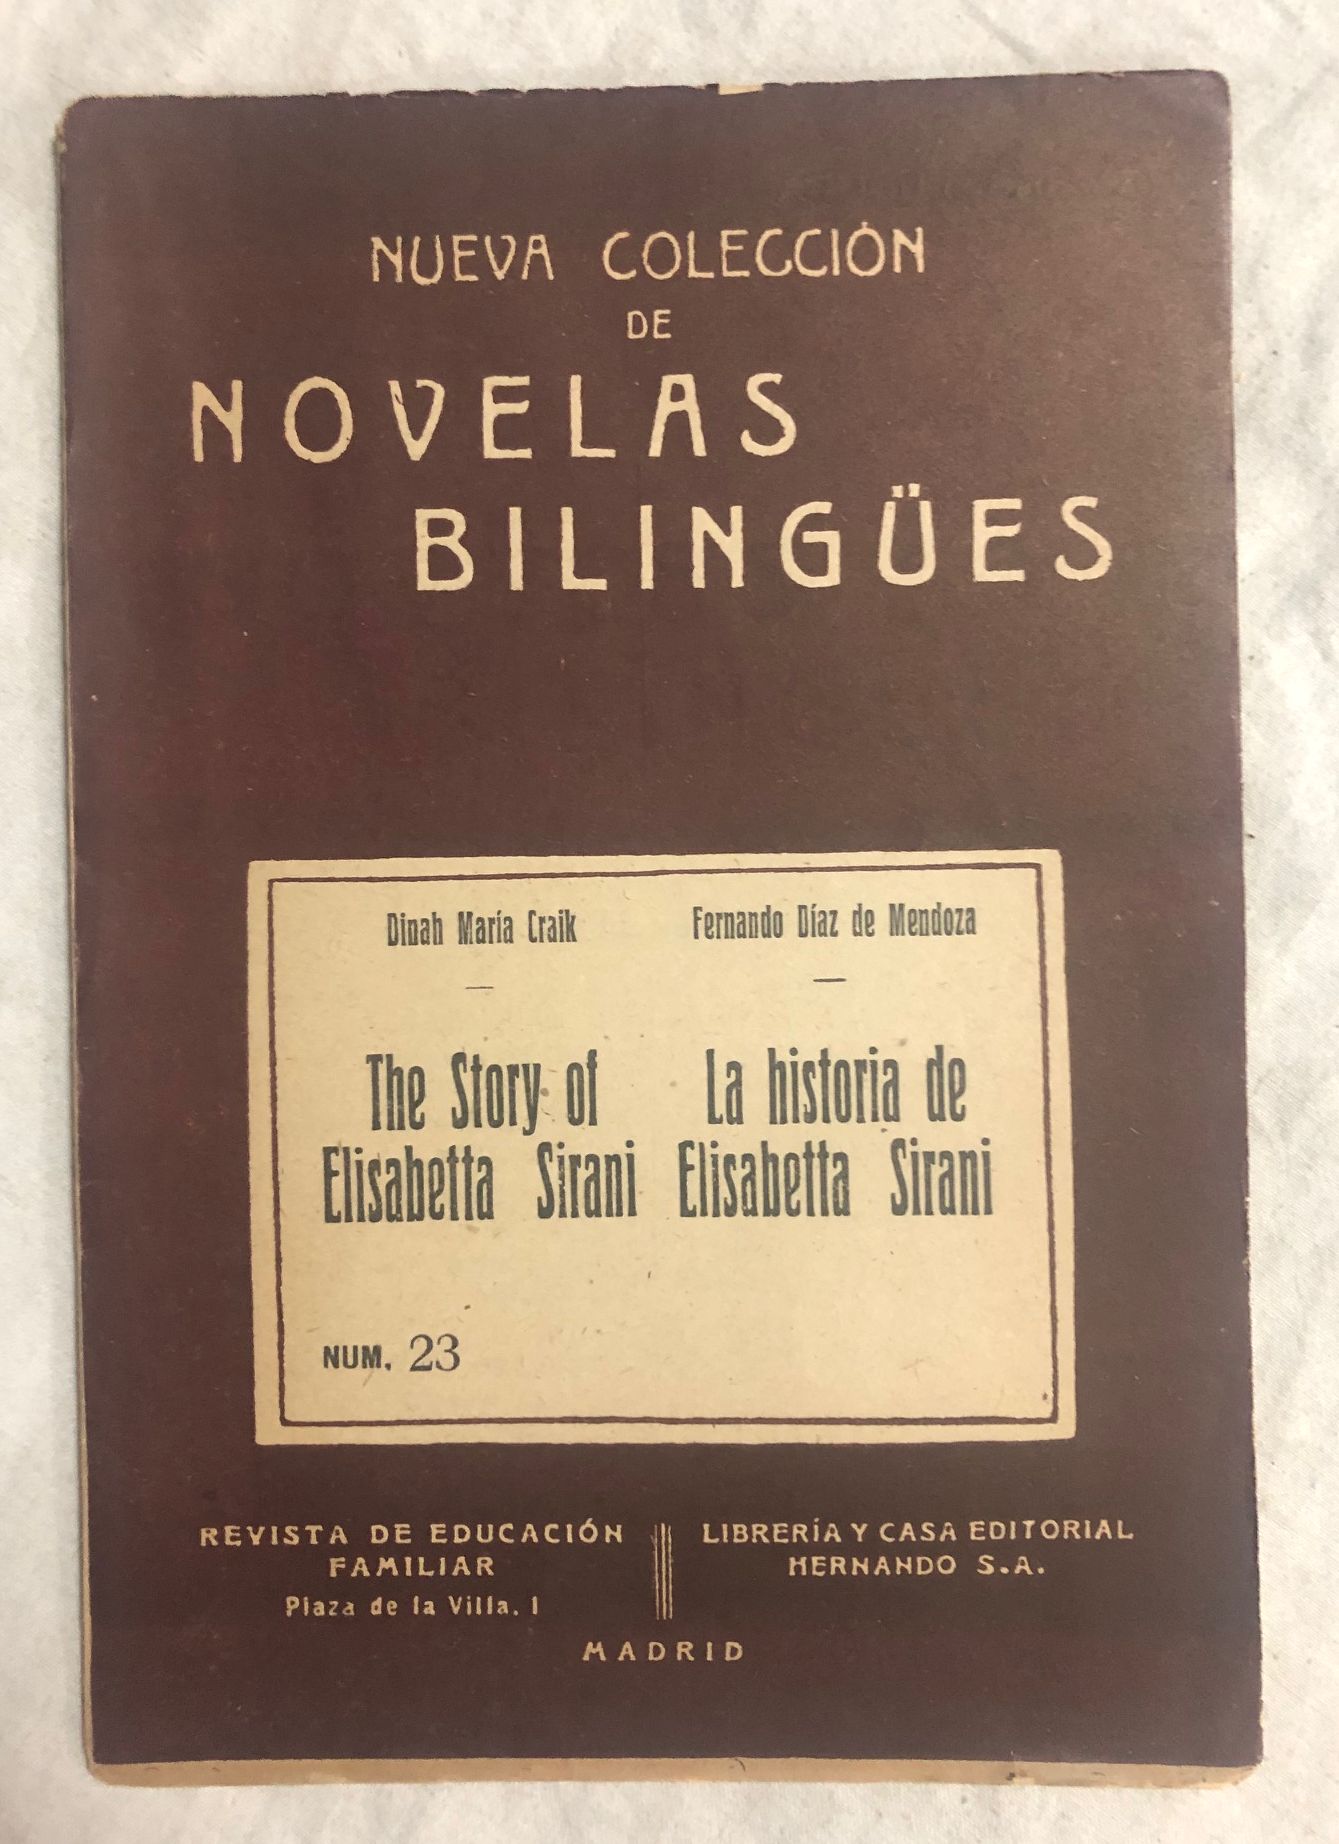 NUEVA COLECCIÓN
DE
NOVELAS
BILINGÜES
Dinah María Craik
—
The Story of
Elisabetta Sirani
Fernando Díaz de Mendoza
—
La historia de
Elisabetta Sirani
NUM. 23
REVISTA DE EDUCACIÓN
FAMILIAR
Plaza de la Villa, 1
LIBRERÍA Y CASA EDITORIAL
HERNANDO S.A.
MADRID